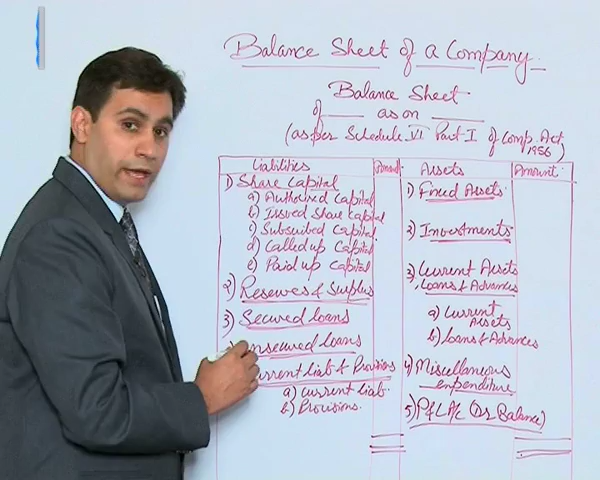 Balance Sheet of a Company
Balance Sheet
of ____ as on ____
(as per Schedule VI Part I of Comp. Act
1956)
Liabilities Amount Assets Amount
1) Share Capital
a) Authorised Capital
b) Issued Share Capital
c) Subscribed Capital
d) Called up Capital
e) Paid up Capital
2) Reserves & Surplus
3) Secured loans
Unsecured loans
Current Liab & Provisions
a) Current liab.
b) Provisions.
1) Fixed Assets
2) Investments
3) Current Assets
Loans & Advances
a) Current
Assets
b) Loans & Advances
4) Miscellaneous
expenditure
5) P & L A/c (Dr Balance)